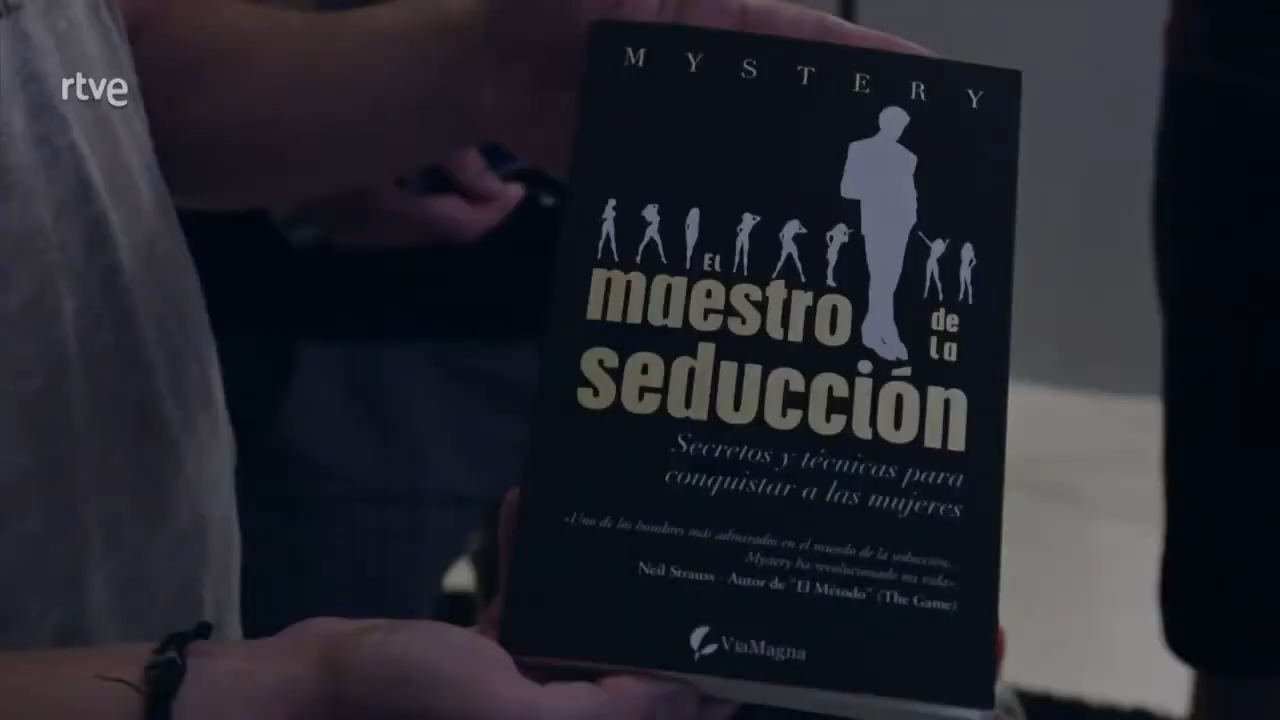 rtve
MYSTERY
EL
maestro
de
la
seducción
Secretos y técnicas para
conquistar a las mujeres
«Uno de los hombres más admirados en el mundo de la seducción...
Mystery ha revolucionado mi vida»
Neil Strauss - Autor de "El Método" (The Game)
ViaMagna